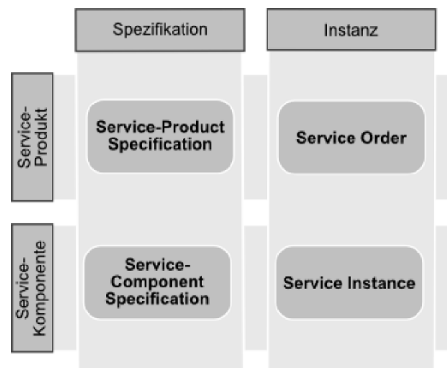 Spezifikation
Instanz
Service-
Produkt
Service-Product
Specification
Service Order
Service-
Komponente
Service-
Component
Specification
Service Instance